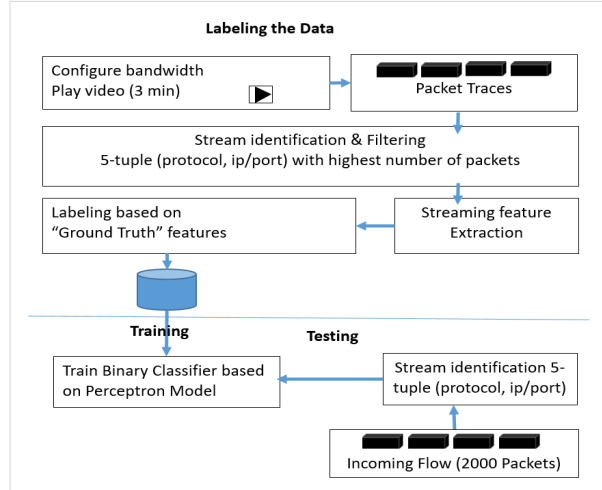 Labeling the Data
Configure bandwidth
Play video (3 min)
Packet Traces
Stream identification & Filtering
5-tuple (protocol, ip/port) with highest number of packets
Labeling based on
“Ground Truth” features
Streaming feature
Extraction
Training
Testing
Train Binary Classifier based
on Perceptron Model
Stream identification 5-
tuple (protocol, ip/port)
Incoming Flow (2000 Packets)